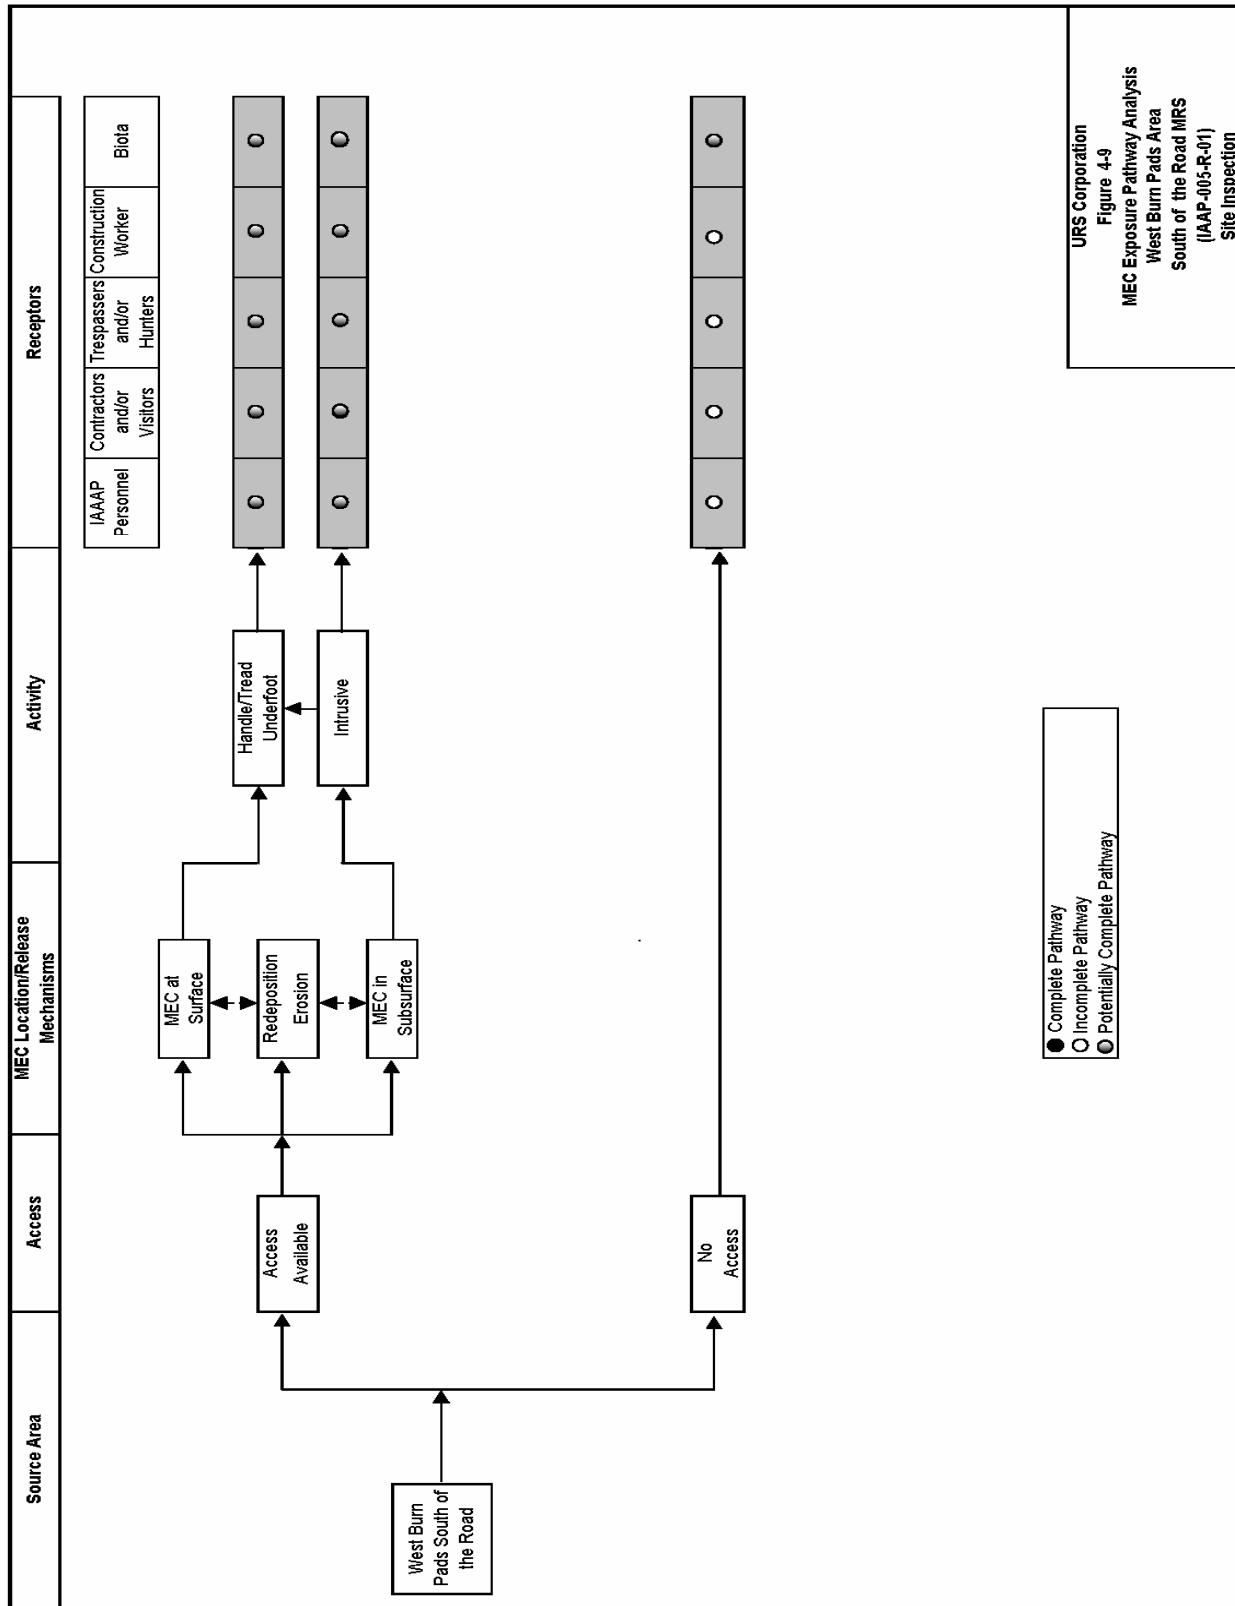 Source Area
Access
MEC Location/Release
Mechanisms
Activity
Receptors
IAAAP
Personnel
Contractors
and/or
Visitors
Trespassers
and/or
Hunters
Construction
Worker
Biota
West Burn
Pads South of
the Road
Access
Available
No
Access
MEC at
Surface
Redeposition
Erosion
MEC in
Subsurface
Handle/Tread
Underfoot
Intrusive
Complete Pathway
Incomplete Pathway
Potentially Complete Pathway
URS Corporation
Figure 4-9
MEC Exposure Pathway Analysis
West Burn Pads Area
South of the Road MRS
(IAAP-005-R-01)
Site Inspection